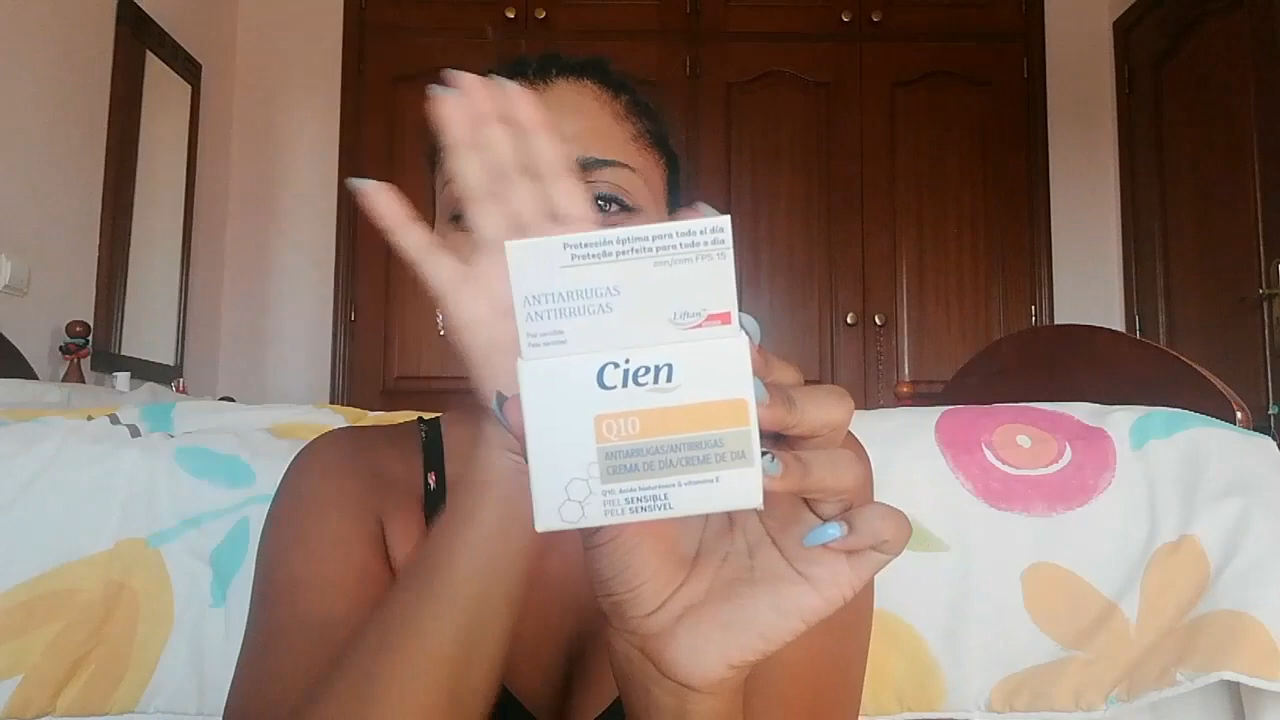 Protección óptima para todo el día
Proteção perfeita para todo o dia
con/com FPS 15
ANTIARRUGAS
ANTIRRUGAS
Liftan
Piel sensible
Pele sensível
Cien
Q10
ANTIARRUGAS/ANTIRRUGAS
CREMA DE DÍA/CREME DE DIA
Q10, Ácido hialurónico & vitamina E
PIEL SENSIBLE
PELE SENSÍVEL